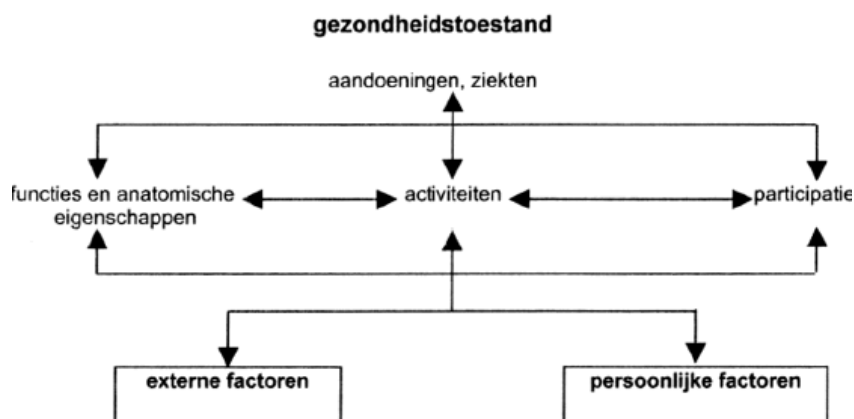 gezondheidstoestand
aandoeningen, ziekten
functies en anatomische
eigenschappen
activiteiten
participatie
externe factoren
persoonlijke factoren